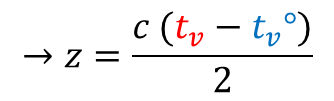 → z = c (t_v − t_v°) / 2